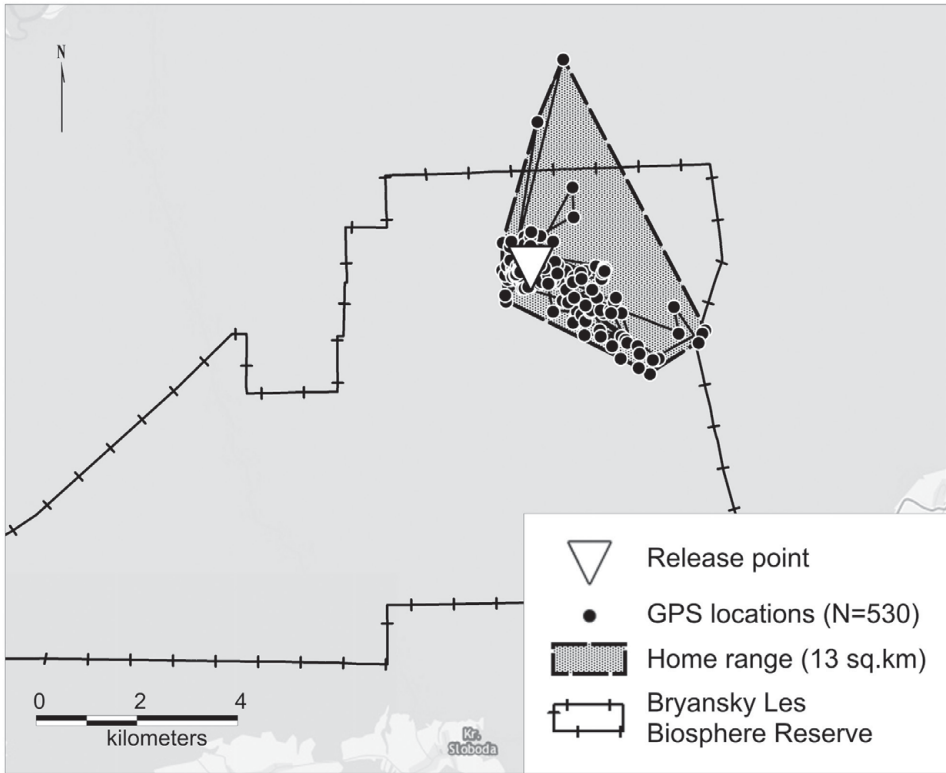 N
Release point
GPS locations (N=530)
Home range (13 sq.km)
Bryansky Les
Biosphere Reserve
0 2 4
kilometers
Kr.
Sloboda